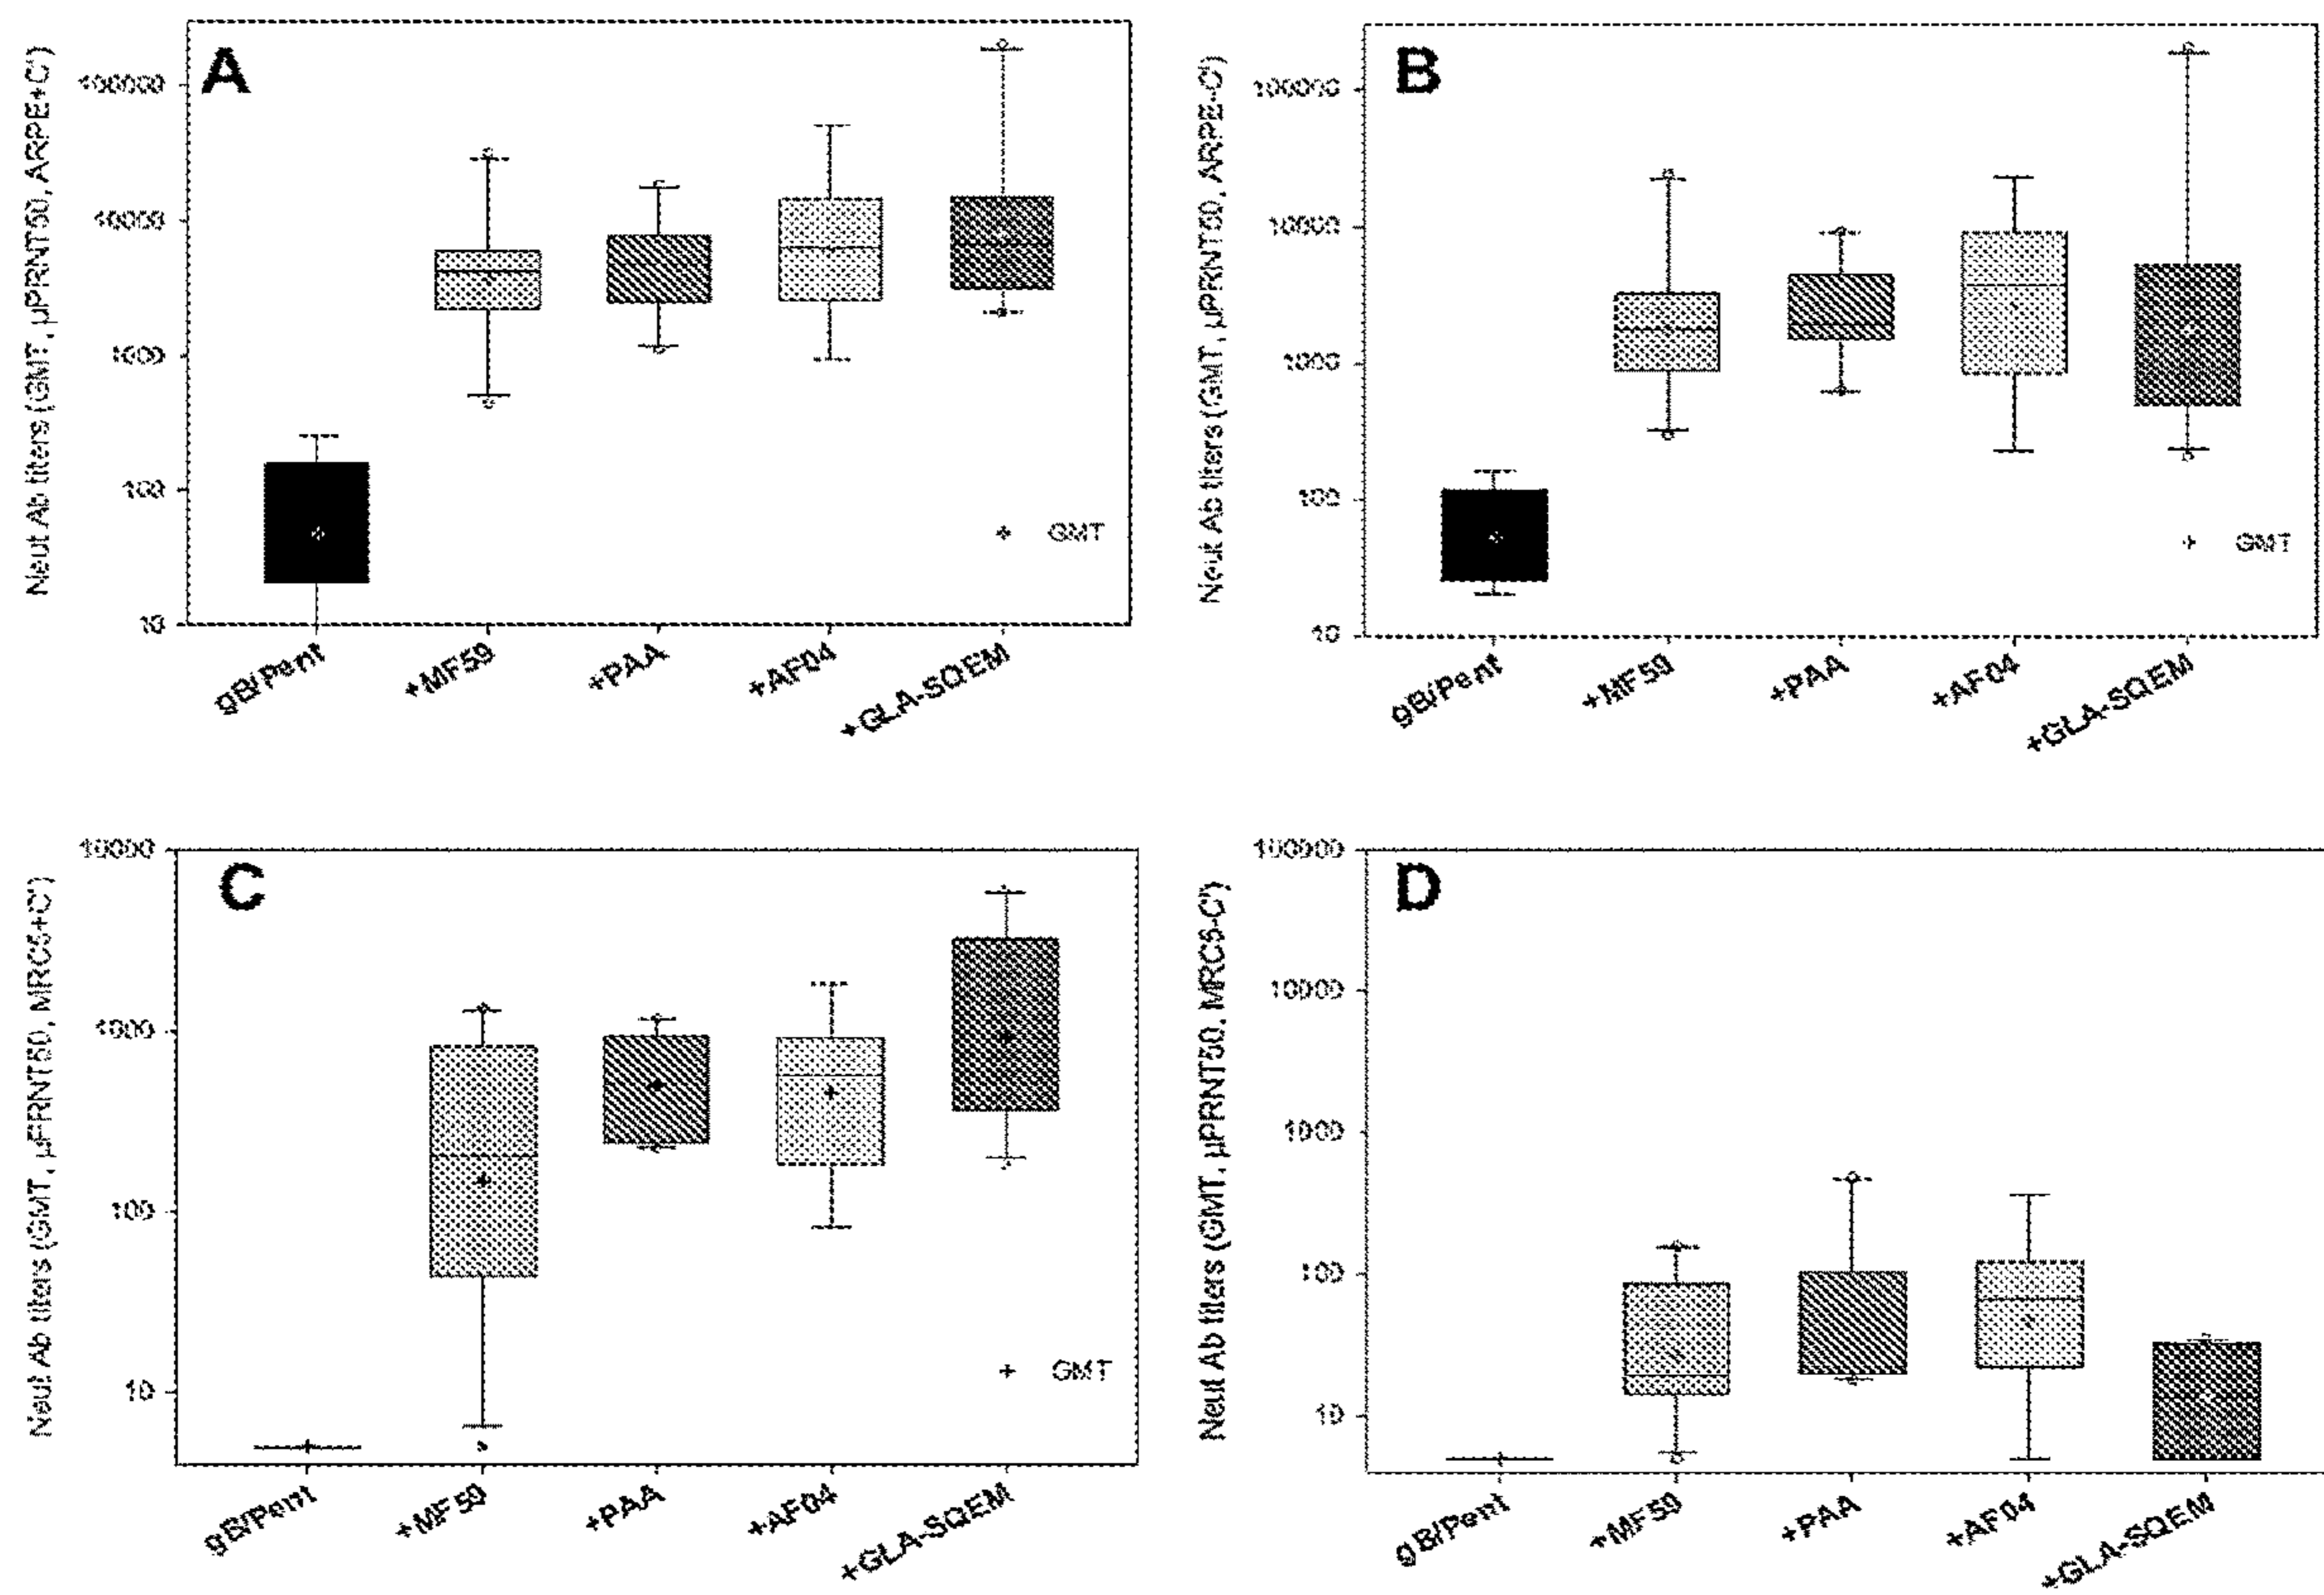 A
Neut Ab titers (GMT, µPRNT50, ARPE+C')
100000
10000
1000
100
10
GMT
gB/Pent
+MF59
+PAA
+AF04
+GLA-SQEM
B
Neut Ab titers (GMT, µPRNT50, ARPE-C')
100000
10000
1000
100
10
GMT
gB/Pent
+MF59
+PAA
+AF04
+GLA-SQEM
C
Neut Ab titers (GMT, µPRNT50, MRC5+C')
10000
1000
100
10
GMT
gB/Pent
+MF59
+PAA
+AF04
+GLA-SQEM
D
Neut Ab titers (GMT, µPRNT50, MRC5-C')
100000
10000
1000
100
10
gB/Pent
+MF59
+PAA
+AF04
+GLA-SQEM